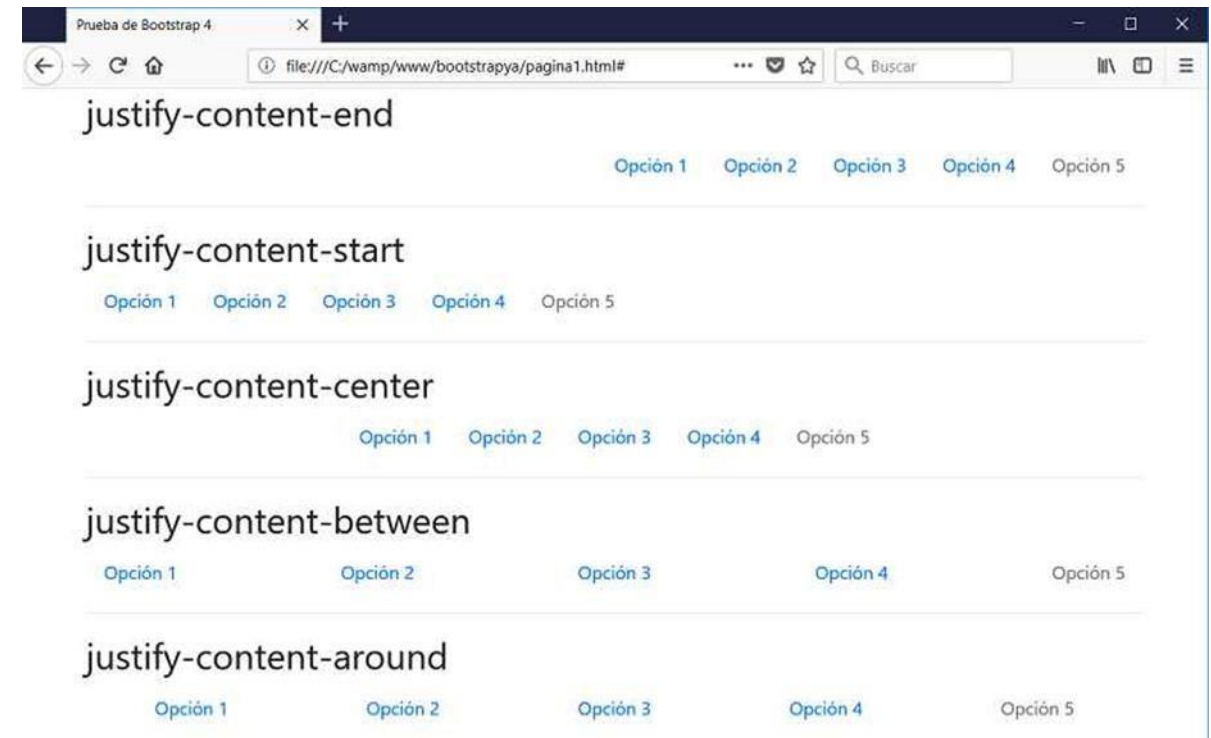 Prueba de Bootstrap 4
file:///C:/wamp/www/bootstrapya/pagina1.html#
Buscar
justify-content-end
Opción 1 Opción 2 Opción 3 Opción 4 Opción 5
justify-content-start
Opción 1 Opción 2 Opción 3 Opción 4 Opción 5
justify-content-center
Opción 1 Opción 2 Opción 3 Opción 4 Opción 5
justify-content-between
Opción 1 Opción 2 Opción 3 Opción 4 Opción 5
justify-content-around
Opción 1 Opción 2 Opción 3 Opción 4 Opción 5